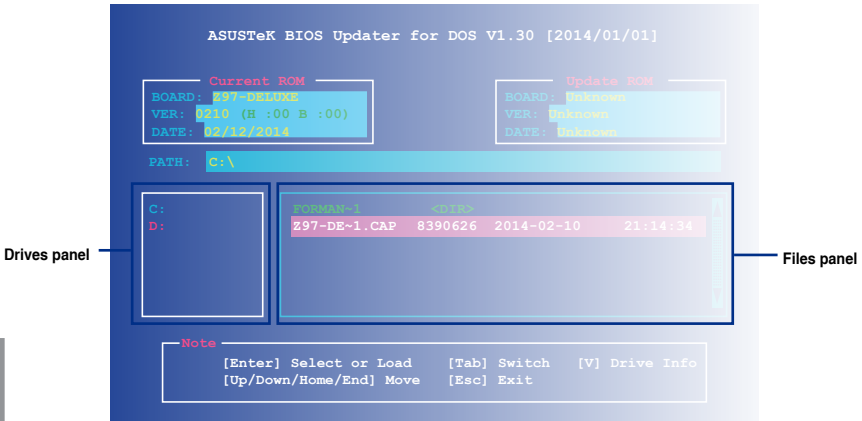 ASUSTeK BIOS Updater for DOS V1.30 [2014/01/01]
Current ROM
BOARD: Z97-DELUXE
VER: 0210 (H :00 B :00)
DATE: 02/12/2014
Update ROM
BOARD: Unknown
VER: Unknown
DATE: Unknown
PATH: C:\
Drives panel
C:
D:
FORMAN~1 <DIR>
Z97-DE~1.CAP 8390626 2014-02-10 21:14:34
Files panel
Note
[Enter] Select or Load [Tab] Switch [V] Drive Info
[Up/Down/Home/End] Move [Esc] Exit